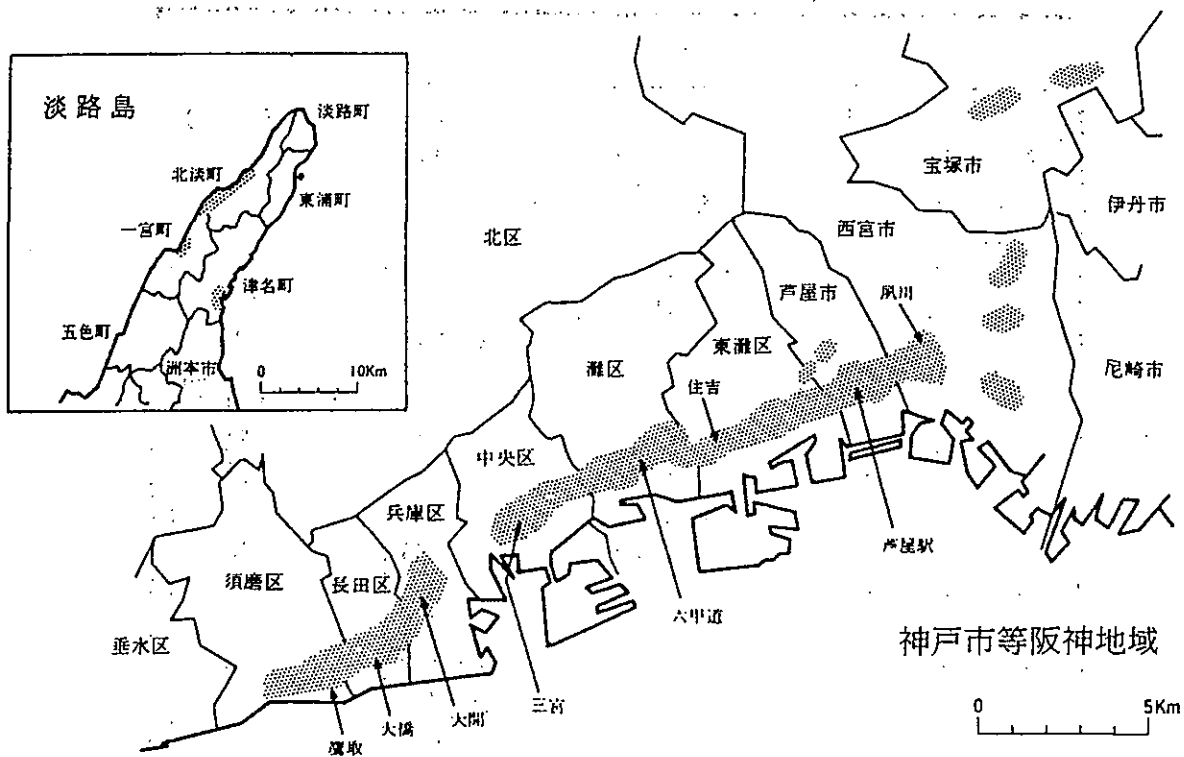 淡路島
淡路町
北淡町
東浦町
一宮町
津名町
五色町
洲本市
0 10Km
宝塚市
伊丹市
西宮市
北区
芦屋市
夙川
東灘区
灘区
住吉
尼崎市
中央区
兵庫区
芦屋駅
須磨区
長田区
六甲道
垂水区
神戸市等阪神地域
三宮
大開
大橋
鷹取
0 5Km